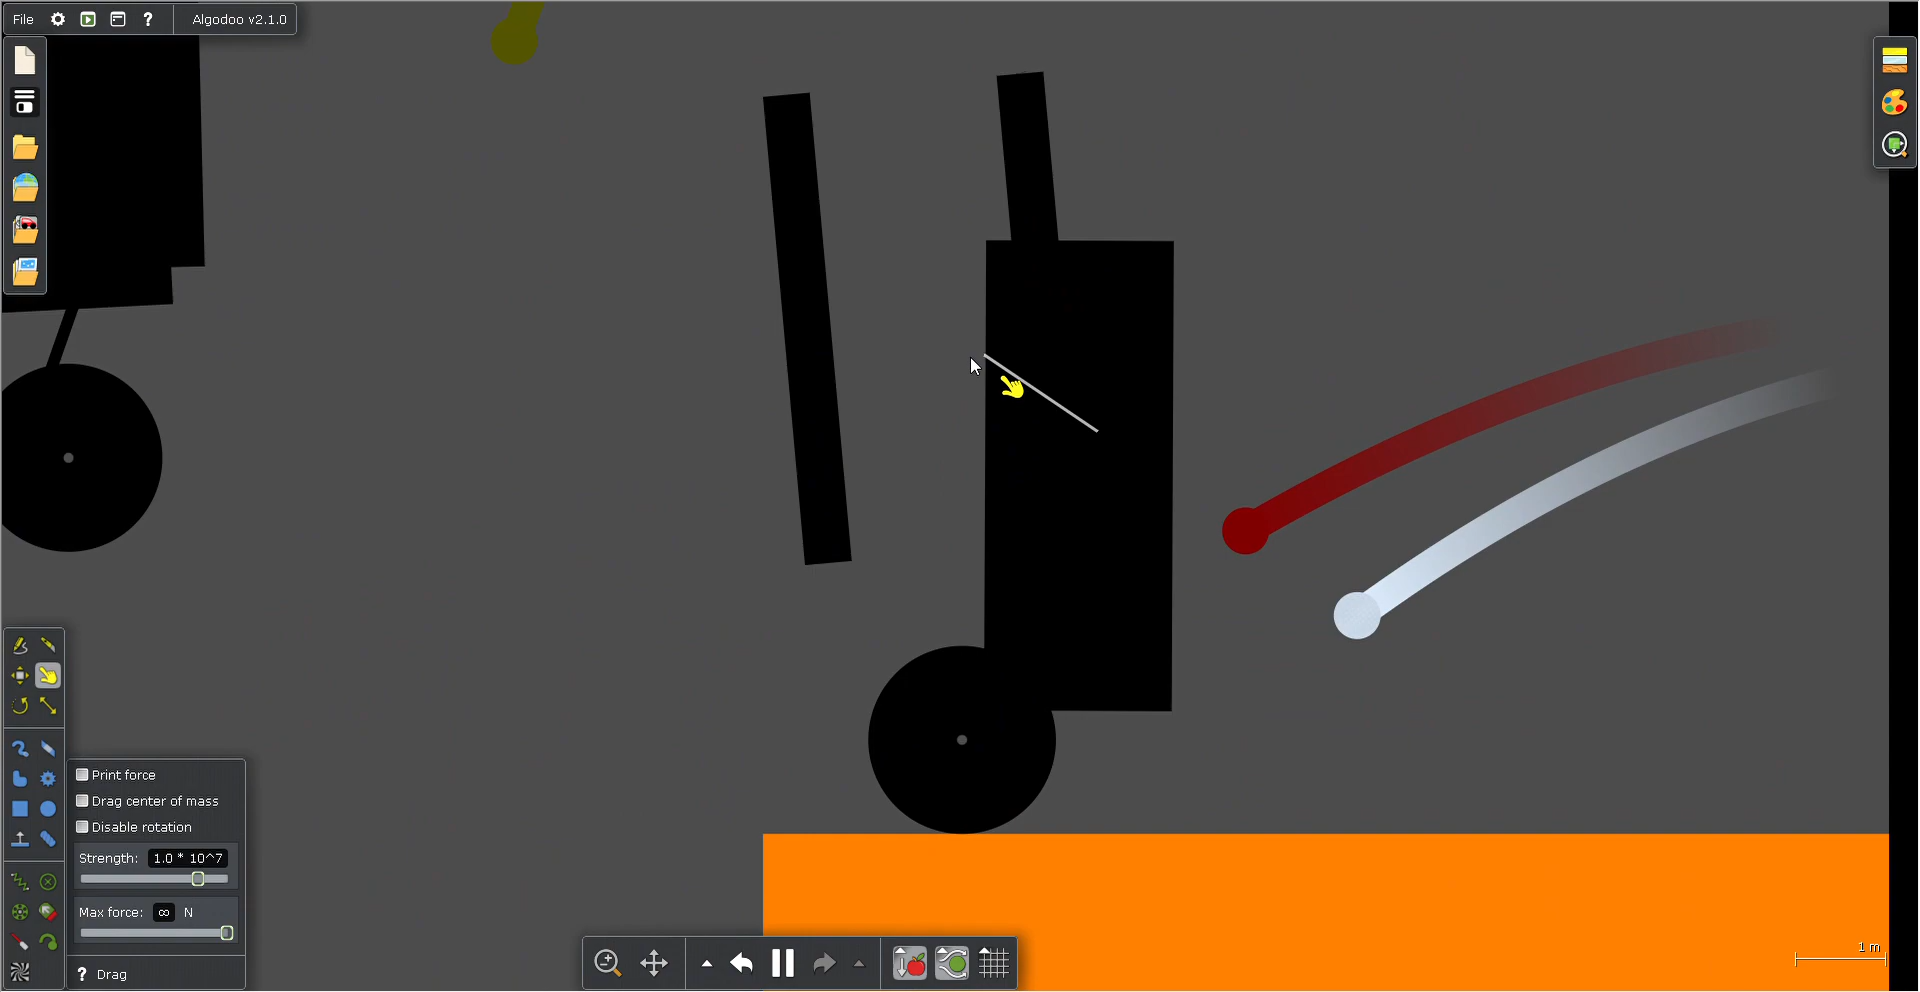 File ? Algodoo v2.1.0
Print force
Drag center of mass
Disable rotation
Strength: 1.0 * 10^7
Max force: ∞ N
? Drag
1 m